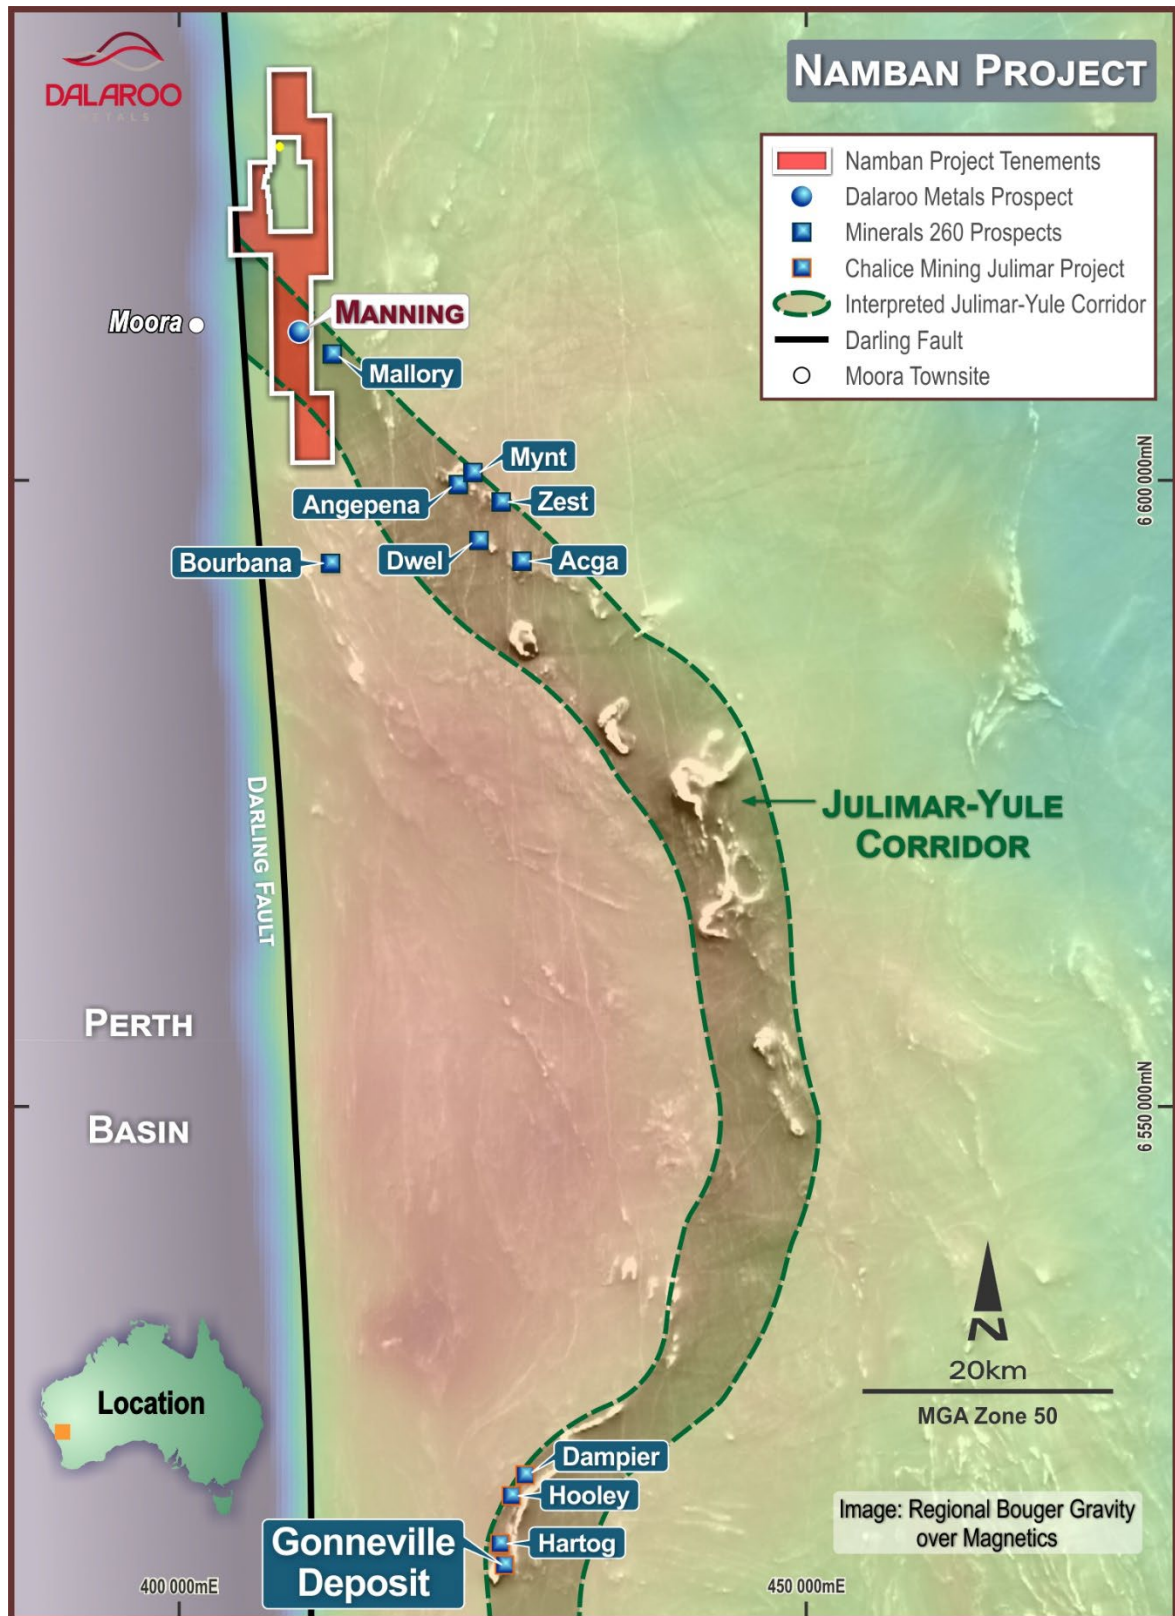 DALAROO
METALS
NAMBAN PROJECT
Namban Project Tenements
Dalaroo Metals Prospect
Minerals 260 Prospects
Chalice Mining Julimar Project
Interpreted Julimar-Yule Corridor
Darling Fault
Moora Townsite
Moora
MANNING
Mallory
Mynt
Angepena
Zest
6 600 000mN
Bourbana
Dwel
Acga
DARLING FAULT
JULIMAR-YULE
CORRIDOR
PERTH
BASIN
6 550 000mN
N
20km
MGA Zone 50
Location
Dampier
Hooley
Hartog
Gonneville
Deposit
Image: Regional Bouger Gravity
over Magnetics
400 000mE
450 000mE